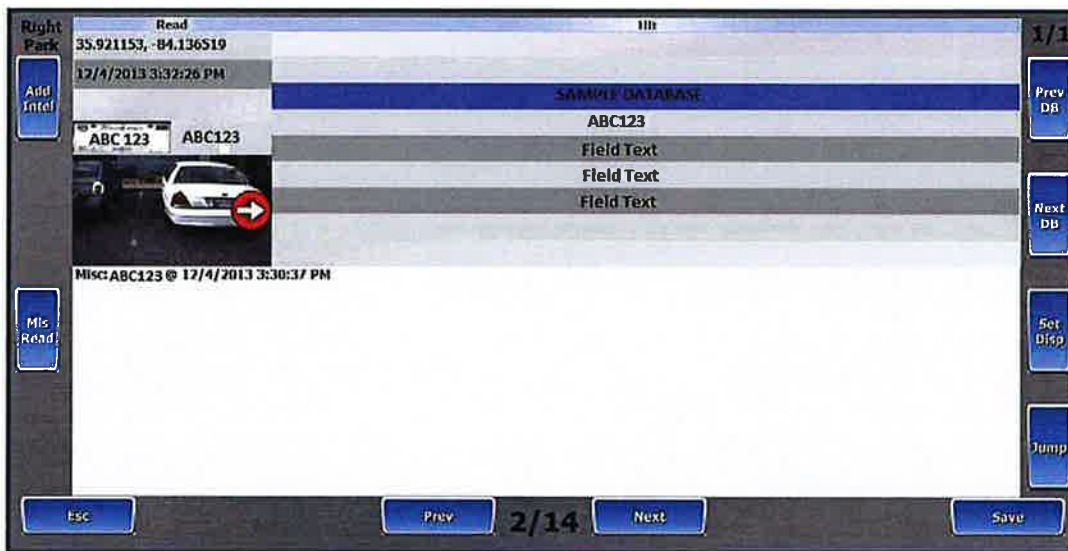 Right
Park
Read
Hit
1/1
35.921153, -84.136519
12/4/2013 3:32:26 PM
Add
Intel
Prev
DB
SAMPLE DATABASE
ABC 123
ABC123
ABC123
Field Text
Field Text
Field Text
Next
DB
Misc: ABC123 @ 12/4/2013 3:30:37 PM
Mis
Read
Set
Disp
Jump
Esc
Prev
2/14
Next
Save